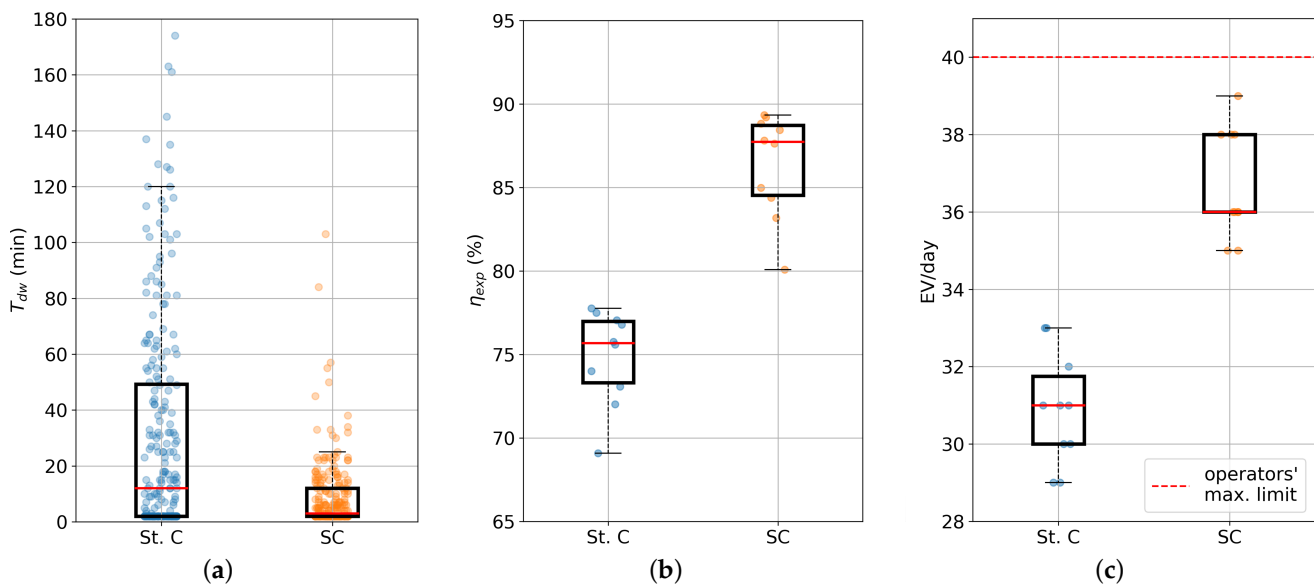 180
160
140
120
100
80
60
40
20
0
T_dw (min)
St. C
SC
(a)
95
90
85
80
75
70
65
η_exp (%)
St. C
SC
(b)
40
38
36
34
32
30
28
EV/day
St. C
SC
operators'
max. limit
(c)